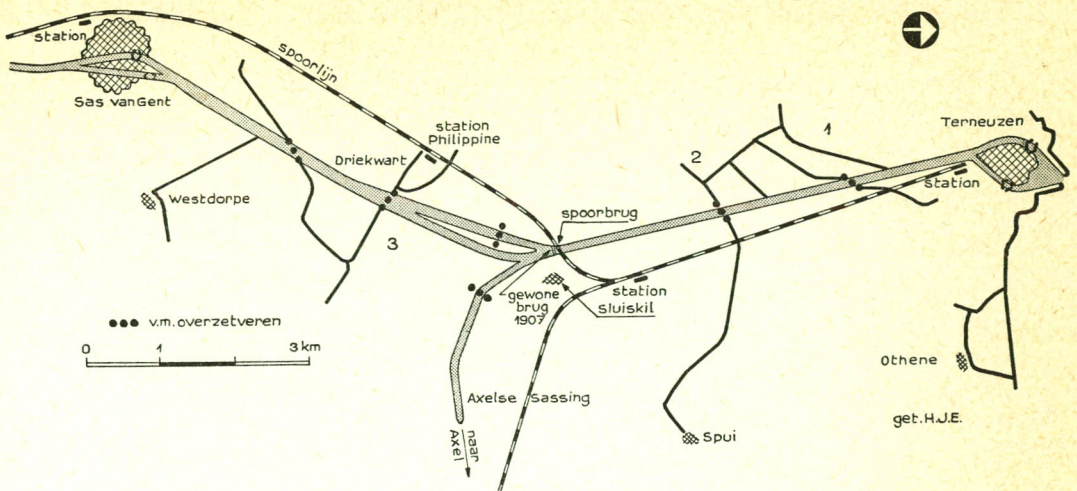 station
Sas van Gent
spoorlijn
station
Philippine
Driekwart
Westdorpe
3
spoorbrug
gewone
brug
1907
station
Sluiskil
2
1
Terneuzen
station
v.m. overzetveren
0 1 3 km
Axelse Sassing
naar
Axel
Spui
Othene
get. H.J.E.